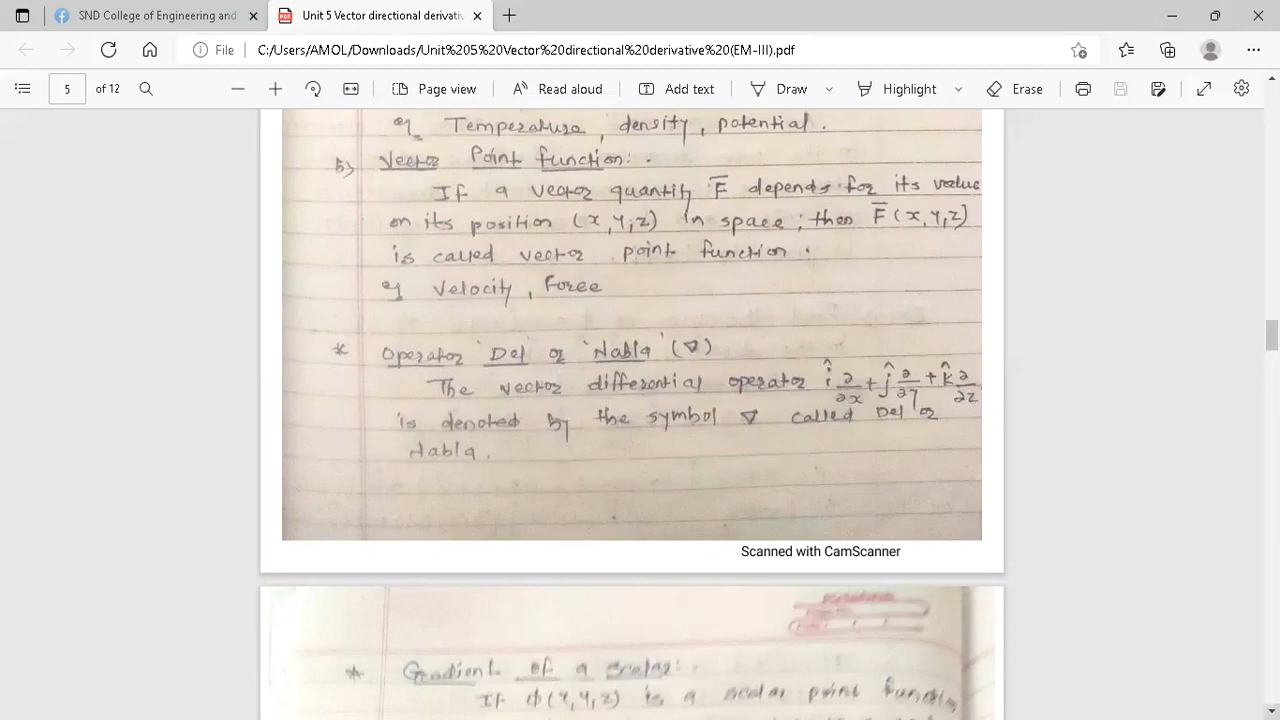 SND College of Engineering and
Unit 5 Vector directional derivativ
File
C:/Users/AMOL/Downloads/Unit%205%20Vector%20directional%20derivative%20(EM-III).pdf
5 of 12
Page view
Read aloud
Add text
Draw
Highlight
Erase
eg Temperature, density, potential.
5) Vector Point function:.
If a vector quantity F̅ depends for its value
on its position (x,y,z) in space; then F̅(x,y,z)
is called vector point function.
eg Velocity, Force
* Operator 'Del' or 'Nabla' (∇)
The vector differential operator î ∂/∂x + ĵ ∂/∂y + k̂ ∂/∂z
is denoted by the symbol ∇ called Del or
Nabla.
Scanned with CamScanner
* Gradient of a scalar:.
If ϕ(x,y,z) is a scalar point function